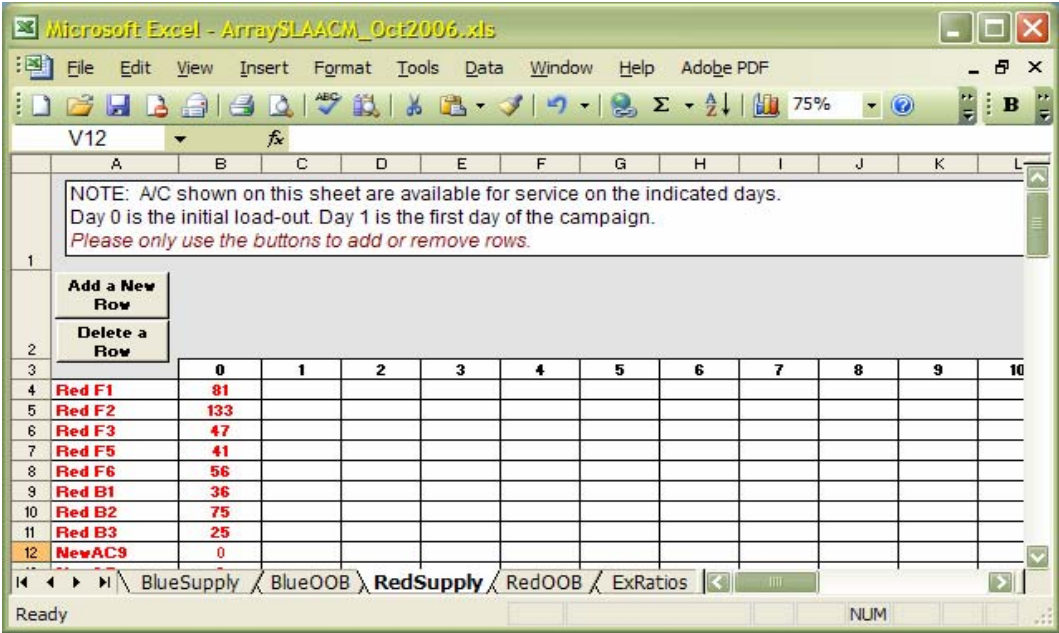 Microsoft Excel - ArraySLAACM_Oct2006.xls
File Edit View Insert Format Tools Data Window Help Adobe PDF
ABC Σ A Z 75% ? B
V12 fx
A B C D E F G H I J K L
NOTE: A/C shown on this sheet are available for service on the indicated days.
Day 0 is the initial load-out. Day 1 is the first day of the campaign.
Please only use the buttons to add or remove rows.
1
Add a New
Row
Delete a
Row
2
3 0 1 2 3 4 5 6 7 8 9 10
4 Red F1 81
5 Red F2 133
6 Red F3 47
7 Red F5 41
8 Red F6 56
9 Red B1 36
10 Red B2 75
11 Red B3 25
12 NewAC9 0
BlueSupply BlueOOB RedSupply RedOOB ExRatios
Ready NUM